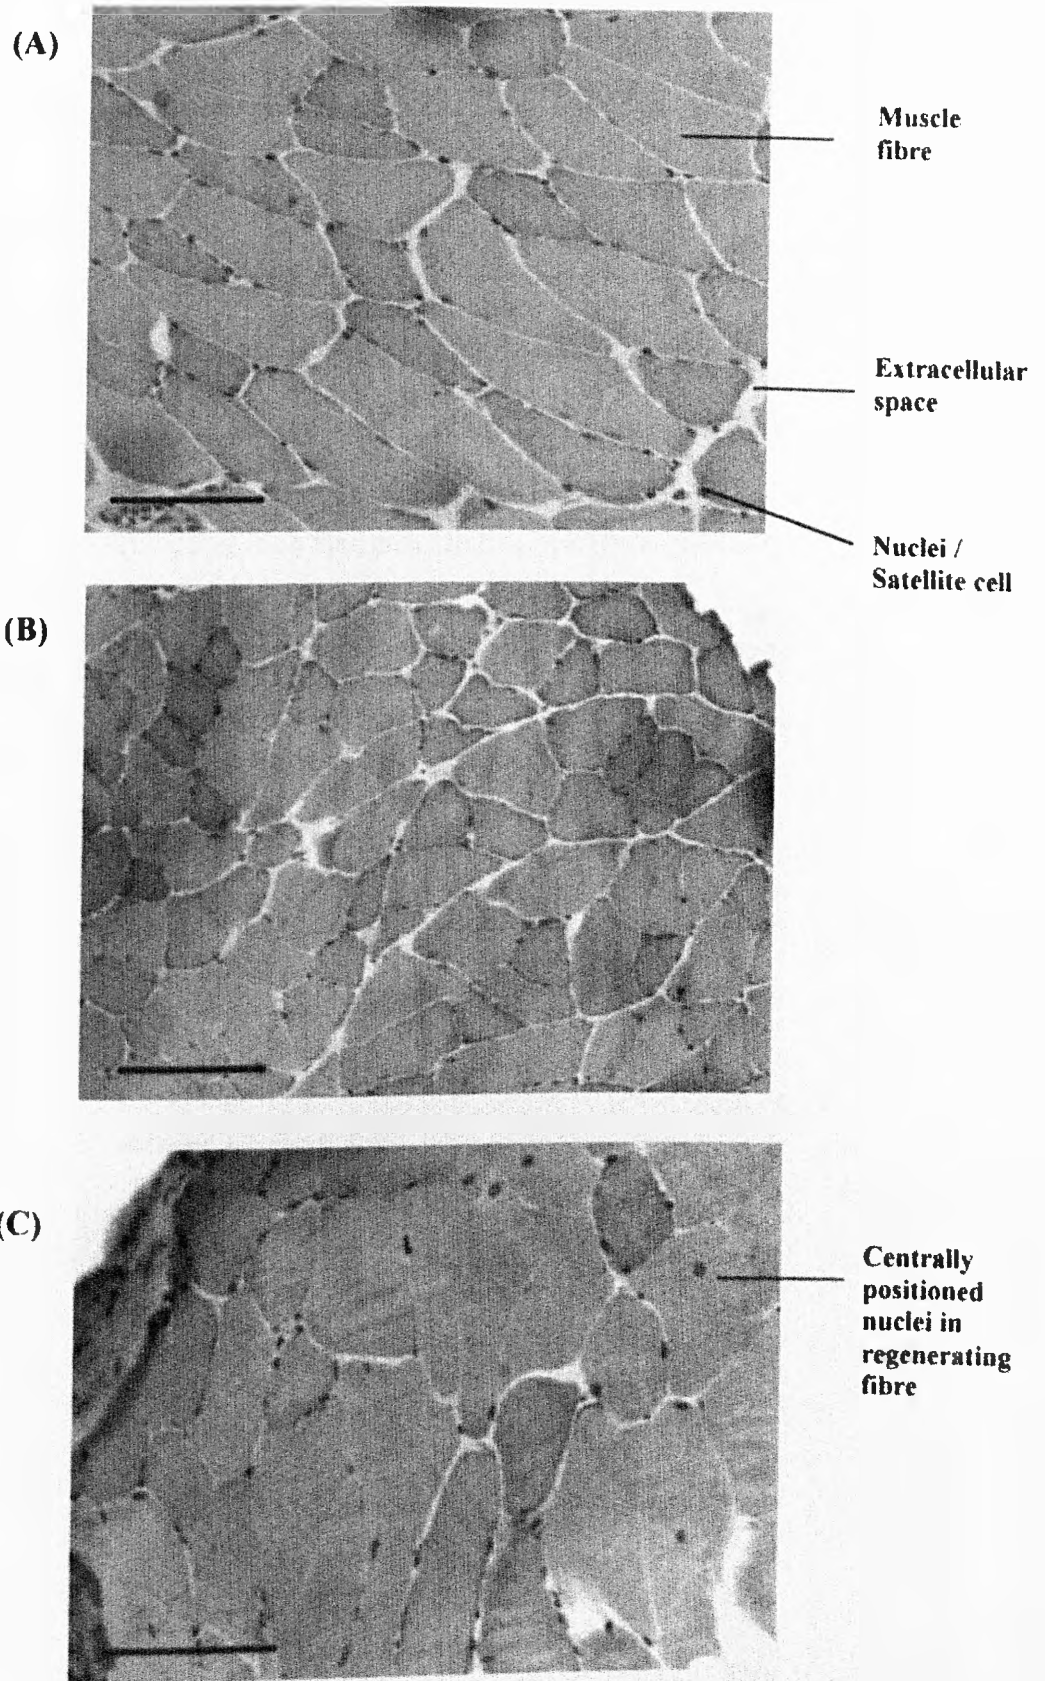 (A)
Muscle
fibre
Extracellular
space
Nuclei /
Satellite cell
(B)
(C)
Centrally
positioned
nuclei in
regenerating
fibre